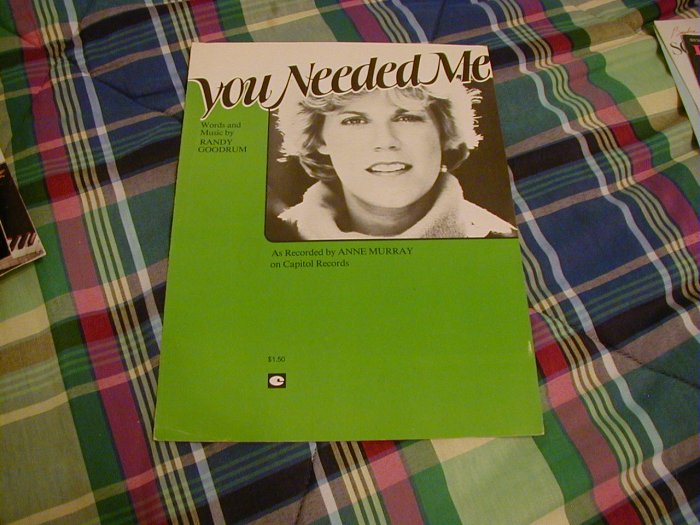 you Needed Me
Words and
Music by
RANDY
GOODRUM
As Recorded by ANNE MURRAY
on Capitol Records
$1.50